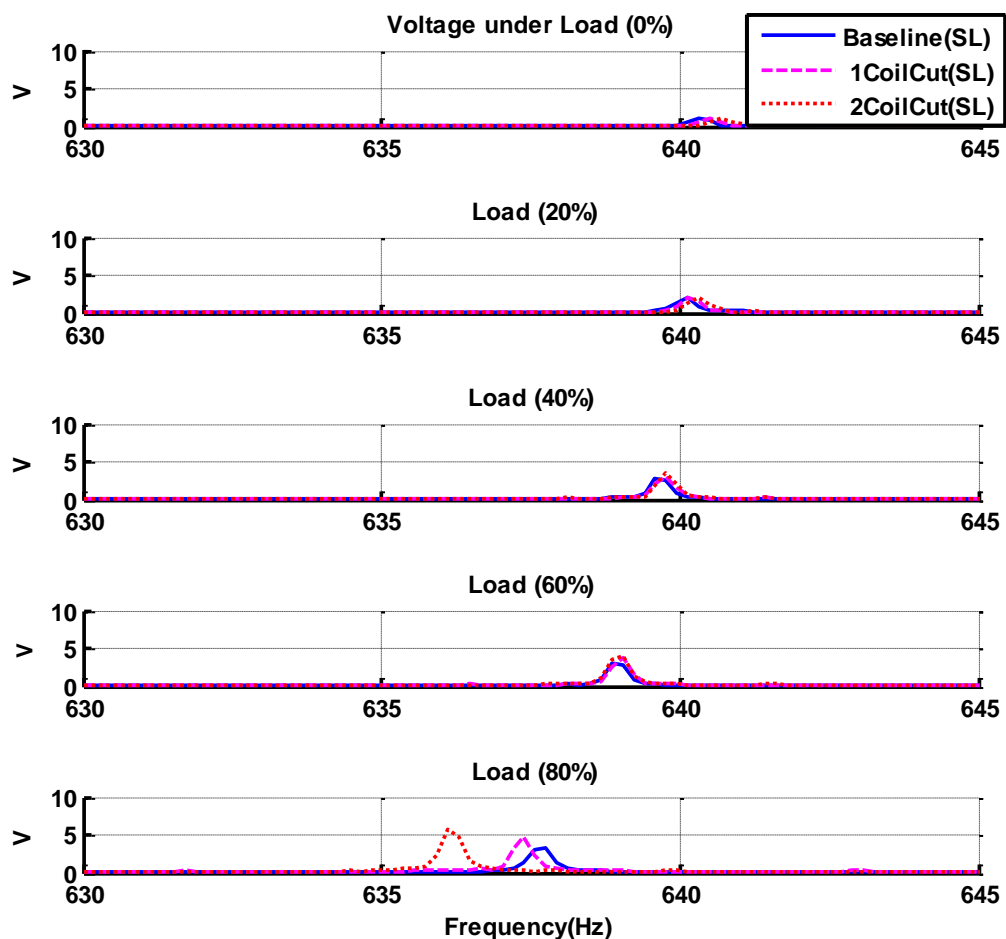 Voltage under Load (0%)
Baseline(SL)
1CoilCut(SL)
2CoilCut(SL)
10
5
0
V
630
635
640
645
Load (20%)
10
5
0
V
630
635
640
645
Load (40%)
10
5
0
V
630
635
640
645
Load (60%)
10
5
0
V
630
635
640
645
Load (80%)
10
5
0
V
630
635
640
645
Frequency(Hz)